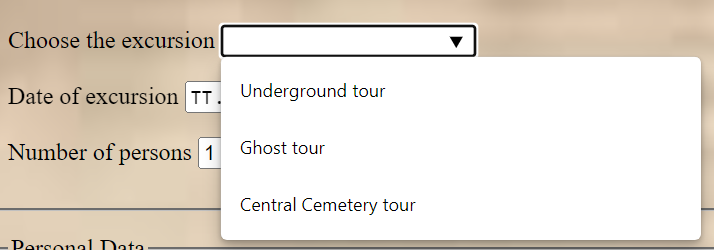 Choose the excursion
Underground tour
Date of excursion TT.
Ghost tour
Number of persons 1
Central Cemetery tour
Personal Data